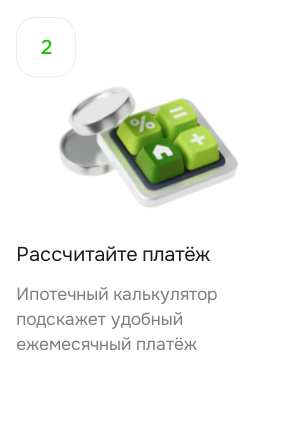 2
% =
+
Рассчитайте платёж
Ипотечный калькулятор
подскажет удобный
ежемесячный платёж